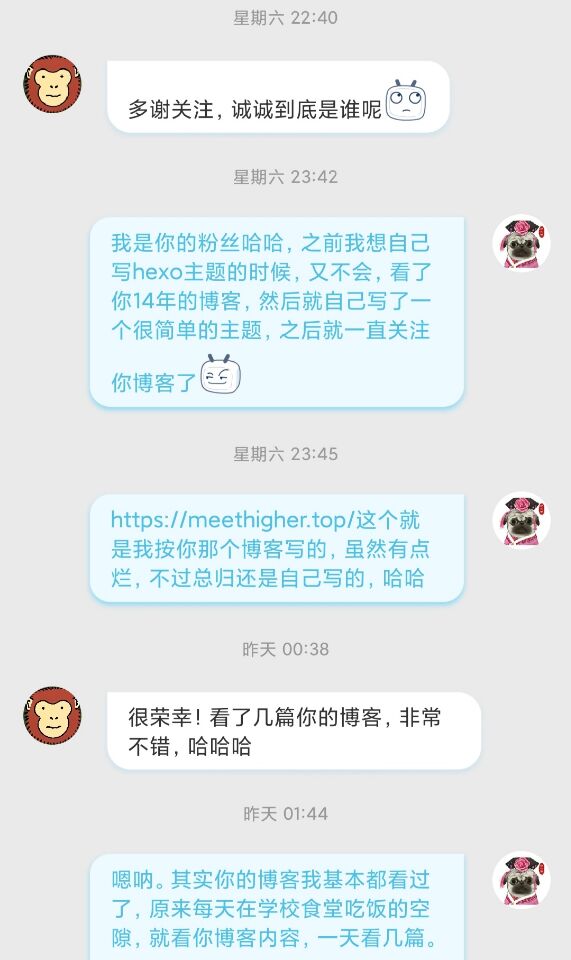 星期六 22:40
多谢关注，诚诚到底是谁呢
星期六 23:42
我是你的粉丝哈哈，之前我想自己
写hexo主题的时候，又不会，看了
你14年的博客，然后就自己写了一
个很简单的主题，之后就一直关注
你博客了
星期六 23:45
https://meethigher.top/这个就
是我按你那个博客写的，虽然有点
烂，不过总归还是自己写的，哈哈
昨天 00:38
很荣幸！看了几篇你的博客，非常
不错，哈哈哈
昨天 01:44
嗯呐。其实你的博客我基本都看过
了，原来每天在学校食堂吃饭的空
隙，就看你博客内容，一天看几篇。